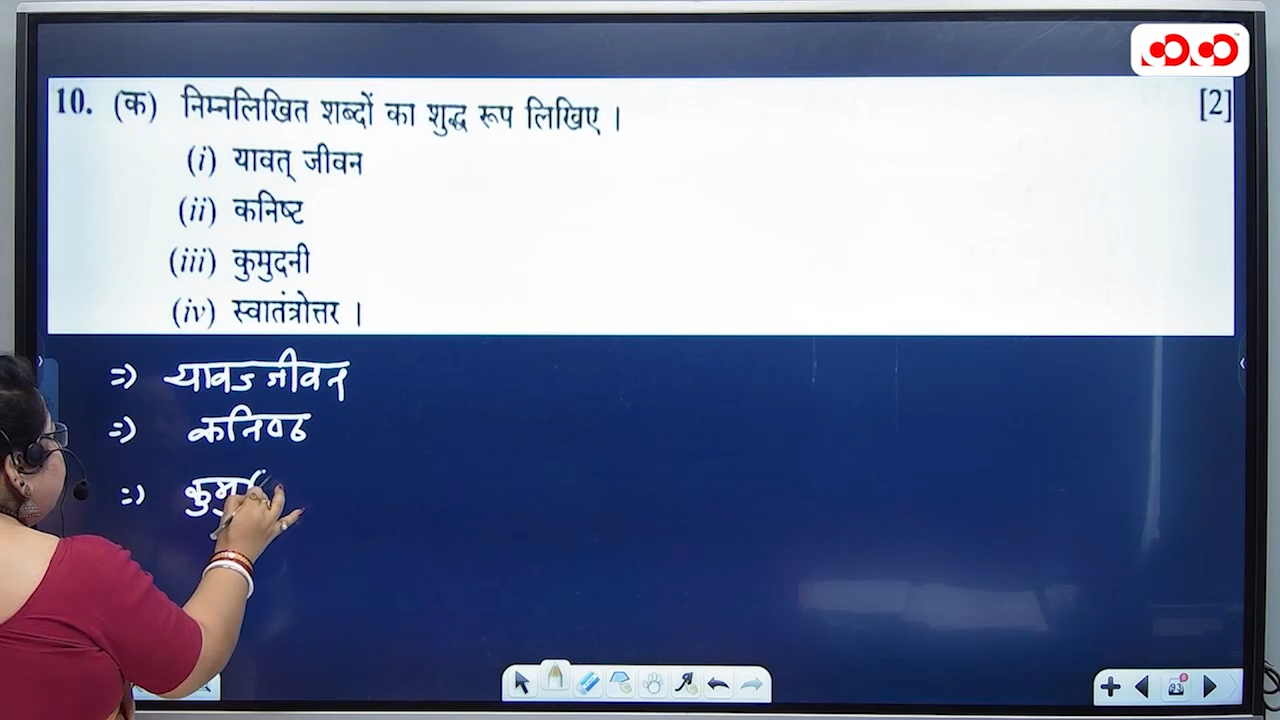 10. (क) निम्नलिखित शब्दों का शुद्ध रूप लिखिए । [2]
(i) यावत् जीवन
(ii) कनिष्ट
(iii) कुमुदनी
(iv) स्वातंत्रोत्तर ।
=> यावज्जीवन
=> कनिष्ठ
=> कुमु